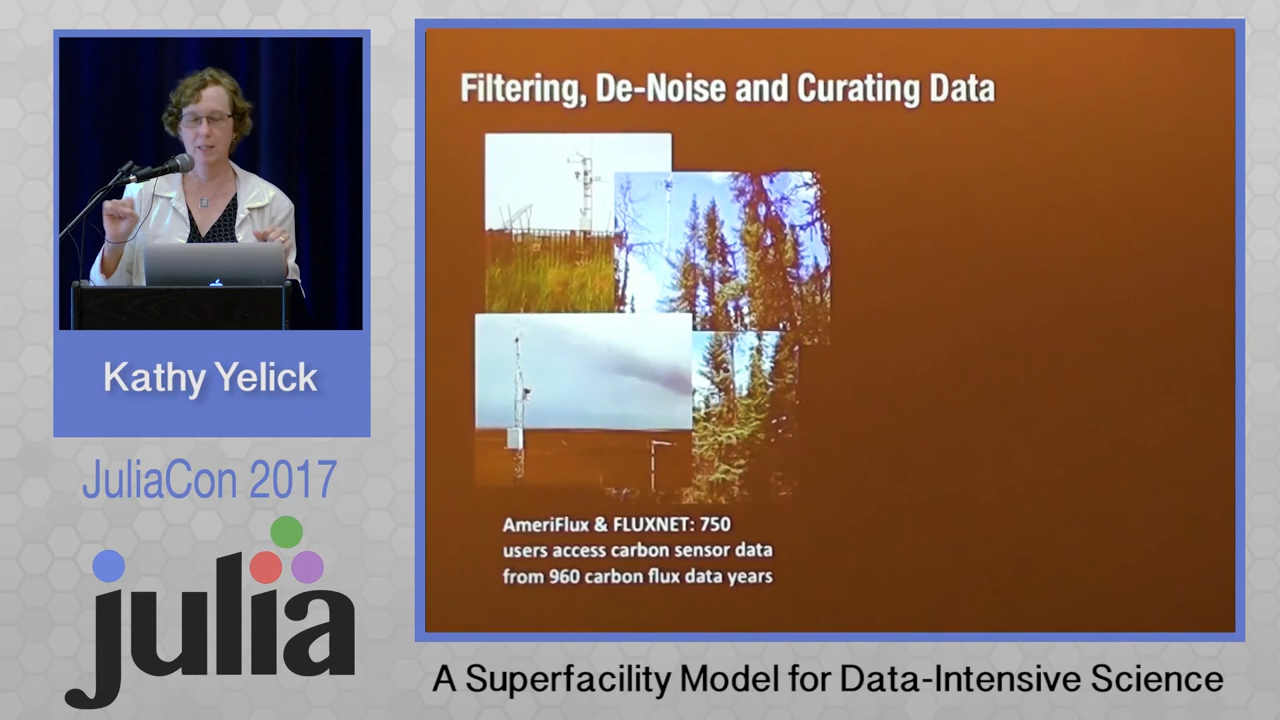 Filtering, De-Noise and Curating Data
AmeriFlux & FLUXNET: 750
users access carbon sensor data
from 960 carbon flux data years
Kathy Yelick
JuliaCon 2017
julia
A Superfacility Model for Data-Intensive Science